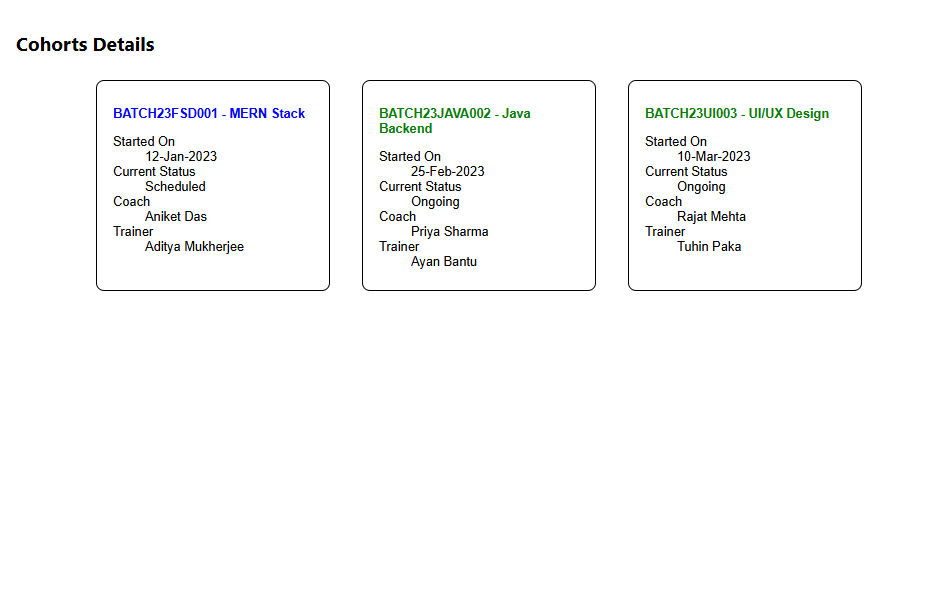 Cohorts Details
BATCH23FSD001 - MERN Stack
Started On
12-Jan-2023
Current Status
Scheduled
Coach
Aniket Das
Trainer
Aditya Mukherjee
BATCH23JAVA002 - Java
Backend
Started On
25-Feb-2023
Current Status
Ongoing
Coach
Priya Sharma
Trainer
Ayan Bantu
BATCH23UI003 - UI/UX Design
Started On
10-Mar-2023
Current Status
Ongoing
Coach
Rajat Mehta
Trainer
Tuhin Paka